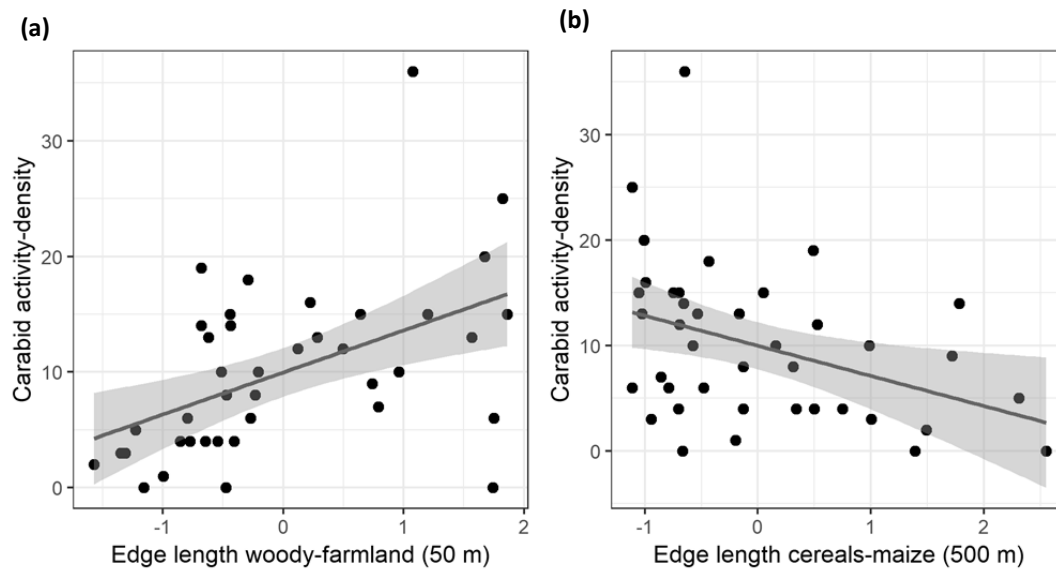 (a)
Carabid activity-density
30
20
10
0
-1
0
1
2
Edge length woody-farmland (50 m)
(b)
Carabid activity-density
30
20
10
0
-1
0
1
2
Edge length cereals-maize (500 m)